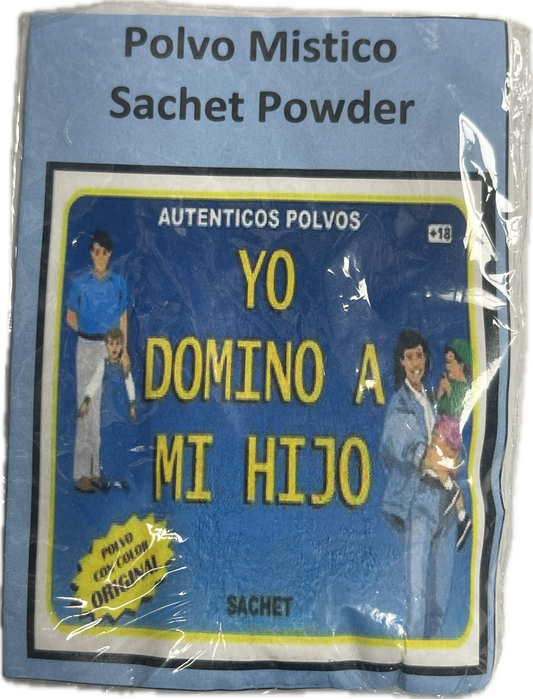 Polvo Mistico
Sachet Powder
AUTENTICOS POLVOS
+18
YO
DOMINO A
MI HIJO
POLVO
CON COLOR
ORIGINAL
SACHET